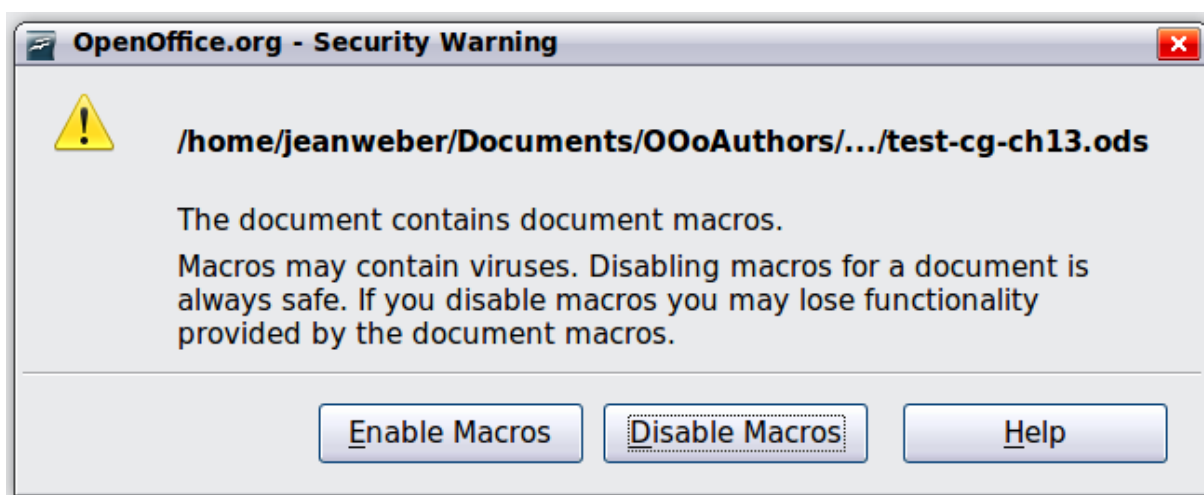 OpenOffice.org - Security Warning
/home/jeanweber/Documents/OOoAuthors/.../test-cg-ch13.ods
The document contains document macros.
Macros may contain viruses. Disabling macros for a document is
always safe. If you disable macros you may lose functionality
provided by the document macros.
Enable Macros Disable Macros Help